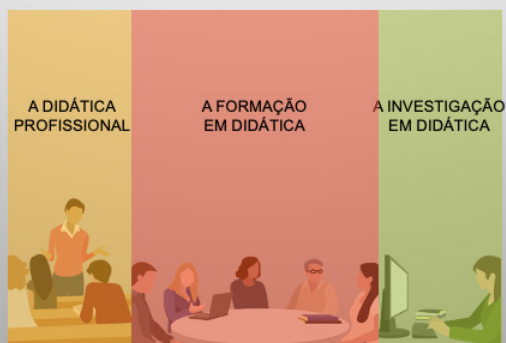 A DIDÁTICA
PROFISSIONAL
A FORMAÇÃO
EM DIDÁTICA
A INVESTIGAÇÃO
EM DIDÁTICA